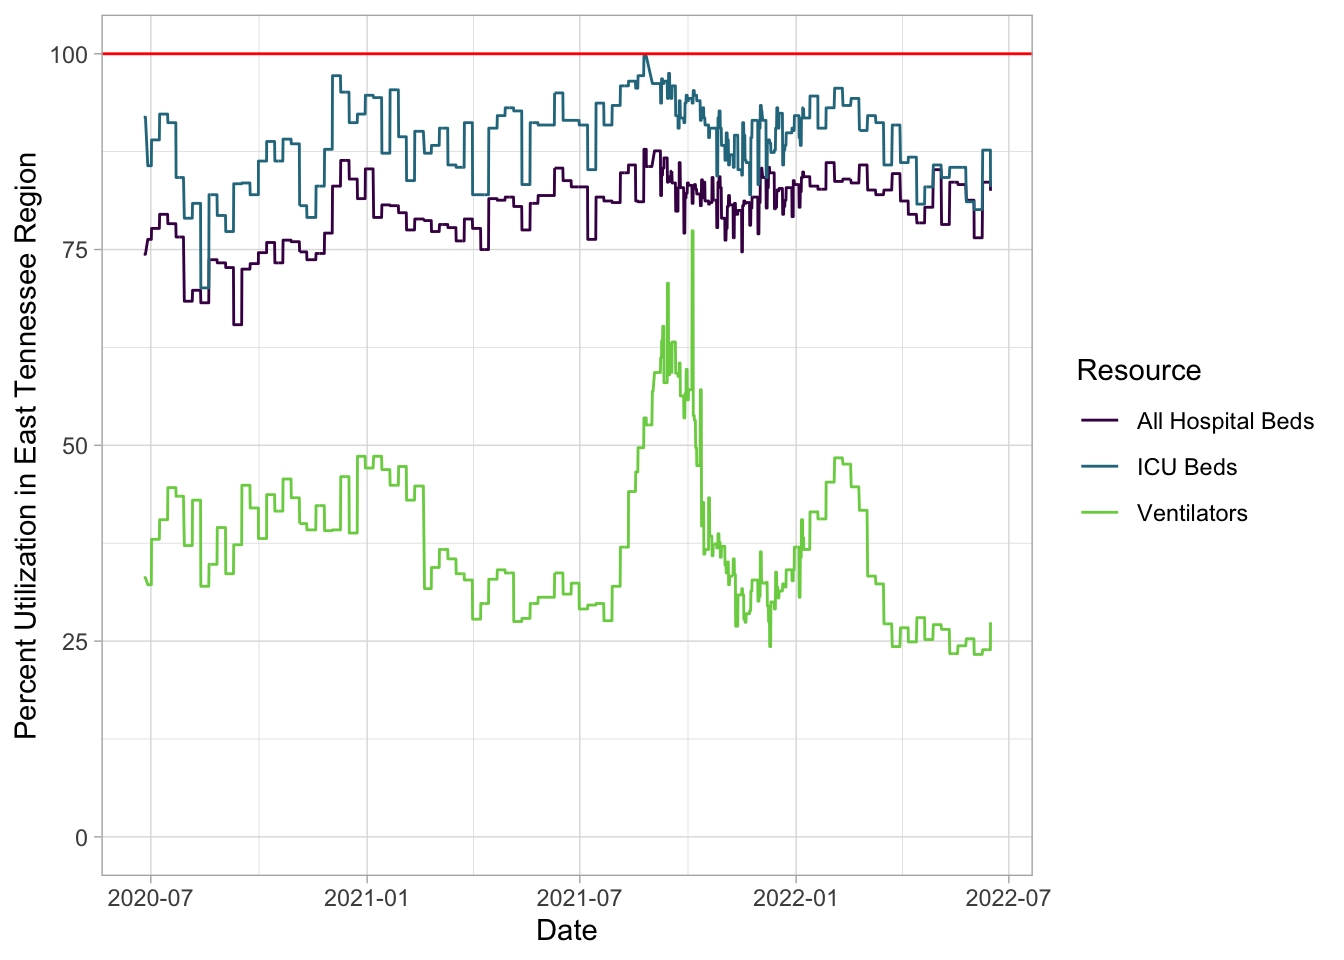 Percent Utilization in East Tennessee Region
100
75
50
25
0
2020-07
2021-01
2021-07
2022-01
2022-07
Date
Resource
All Hospital Beds
ICU Beds
Ventilators